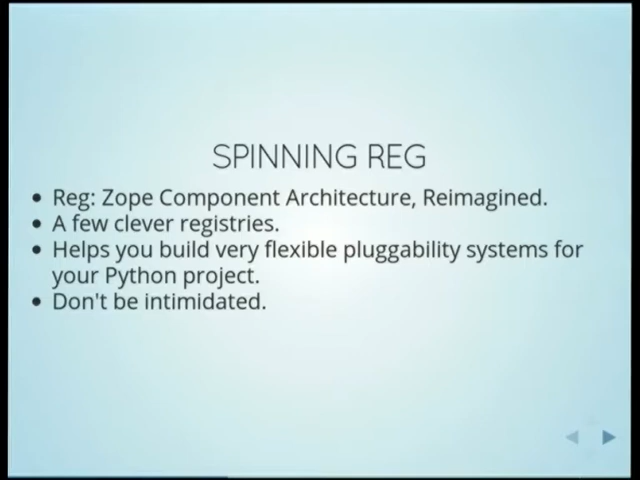 SPINNING REG
• Reg: Zope Component Architecture, Reimagined.
• A few clever registries.
• Helps you build very flexible pluggability systems for
your Python project.
• Don't be intimidated.